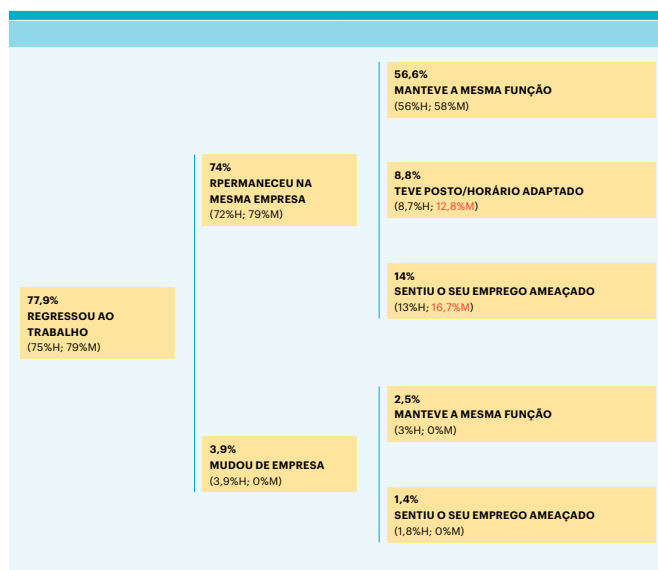 56,6%
MANTEVE A MESMA FUNÇÃO
(56%H; 58%M)
74%
RPERMANECEU NA
MESMA EMPRESA
(72%H; 79%M)
8,8%
TEVE POSTO/HORÁRIO ADAPTADO
(8,7%H; 12,8%M)
14%
SENTIU O SEU EMPREGO AMEAÇADO
(13%H; 16,7%M)
77,9%
REGRESSOU AO
TRABALHO
(75%H; 79%M)
2,5%
MANTEVE A MESMA FUNÇÃO
(3%H; 0%M)
3,9%
MUDOU DE EMPRESA
(3,9%H; 0%M)
1,4%
SENTIU O SEU EMPREGO AMEAÇADO
(1,8%H; 0%M)